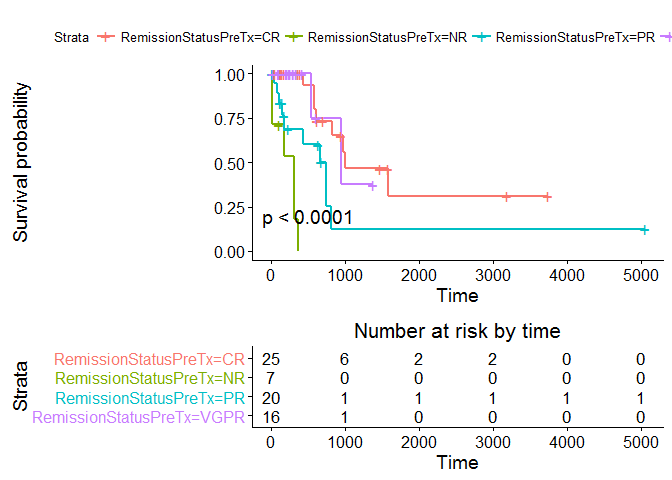 Strata RemissionStatusPreTx=CR RemissionStatusPreTx=NR RemissionStatusPreTx=PR
Survival probability
1.00
0.75
0.50
0.25
0.00
p < 0.0001
0 1000 2000 3000 4000 5000
Time
Number at risk by time
Strata
RemissionStatusPreTx=CR 25 6 2 2 0 0
RemissionStatusPreTx=NR 7 0 0 0 0 0
RemissionStatusPreTx=PR 20 1 1 1 1 1
RemissionStatusPreTx=VGPR 16 1 0 0 0 0
0 1000 2000 3000 4000 5000
Time